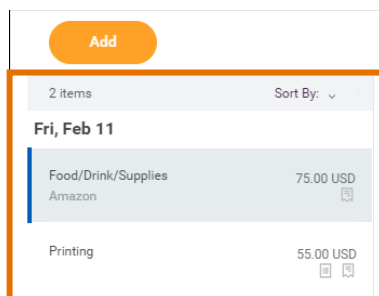 Add
2 items Sort By:
Fri, Feb 11
Food/Drink/Supplies 75.00 USD
Amazon
Printing 55.00 USD